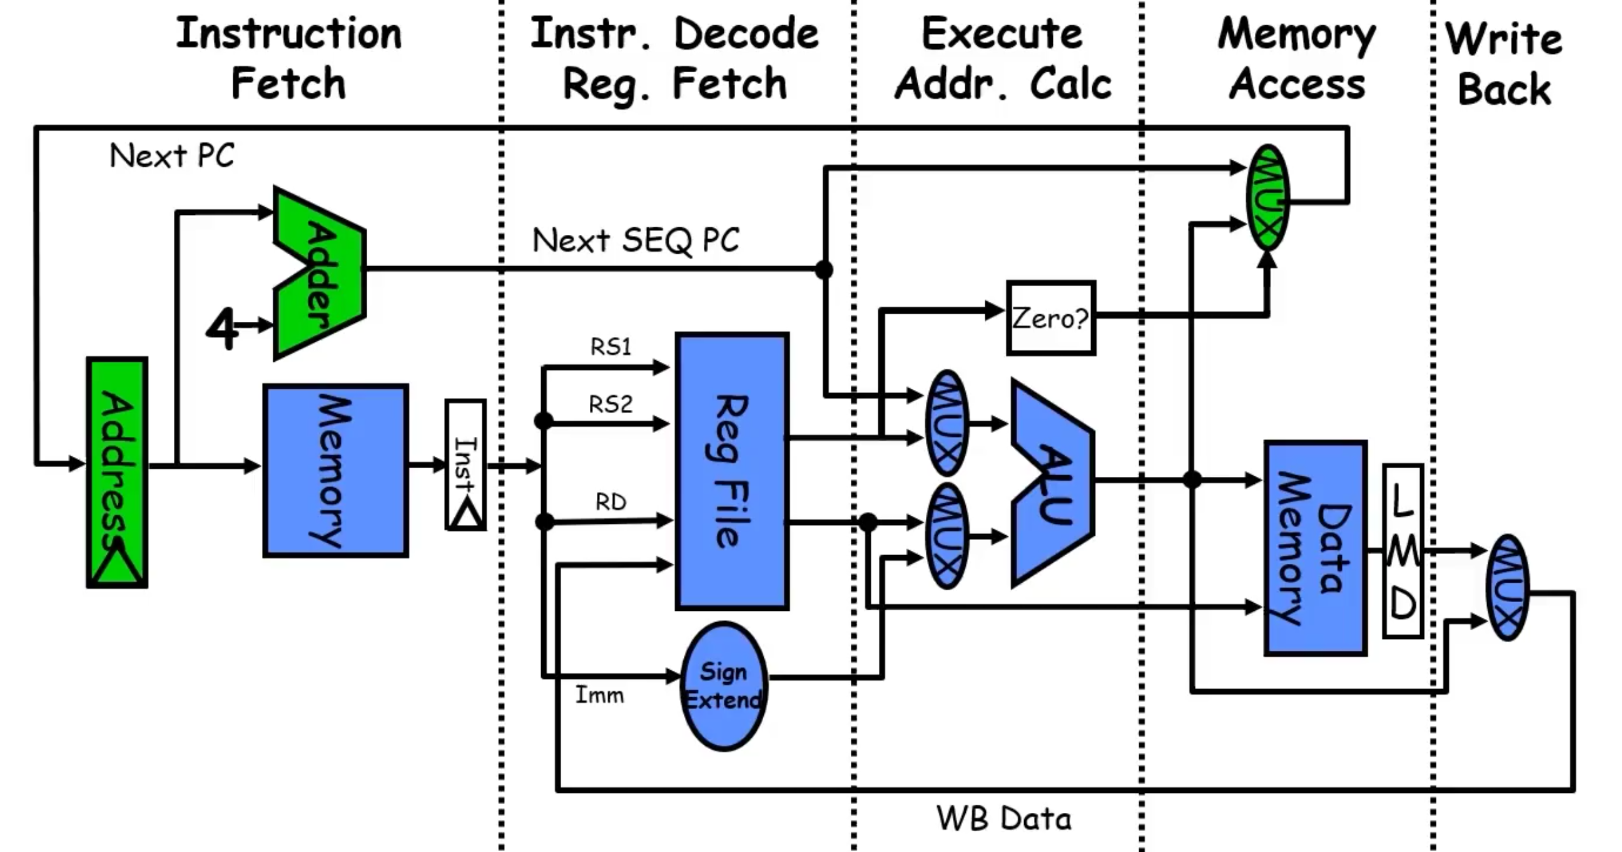 Instruction
Fetch
Instr. Decode
Reg. Fetch
Execute
Addr. Calc
Memory
Access
Write
Back
Next PC
Adder
4
Next SEQ PC
MUX
Zero?
Address
Memory
Inst
RS1
RS2
RD
Reg File
MUX
MUX
ALU
Data
Memory
L
M
D
MUX
Sign
Extend
Imm
WB Data